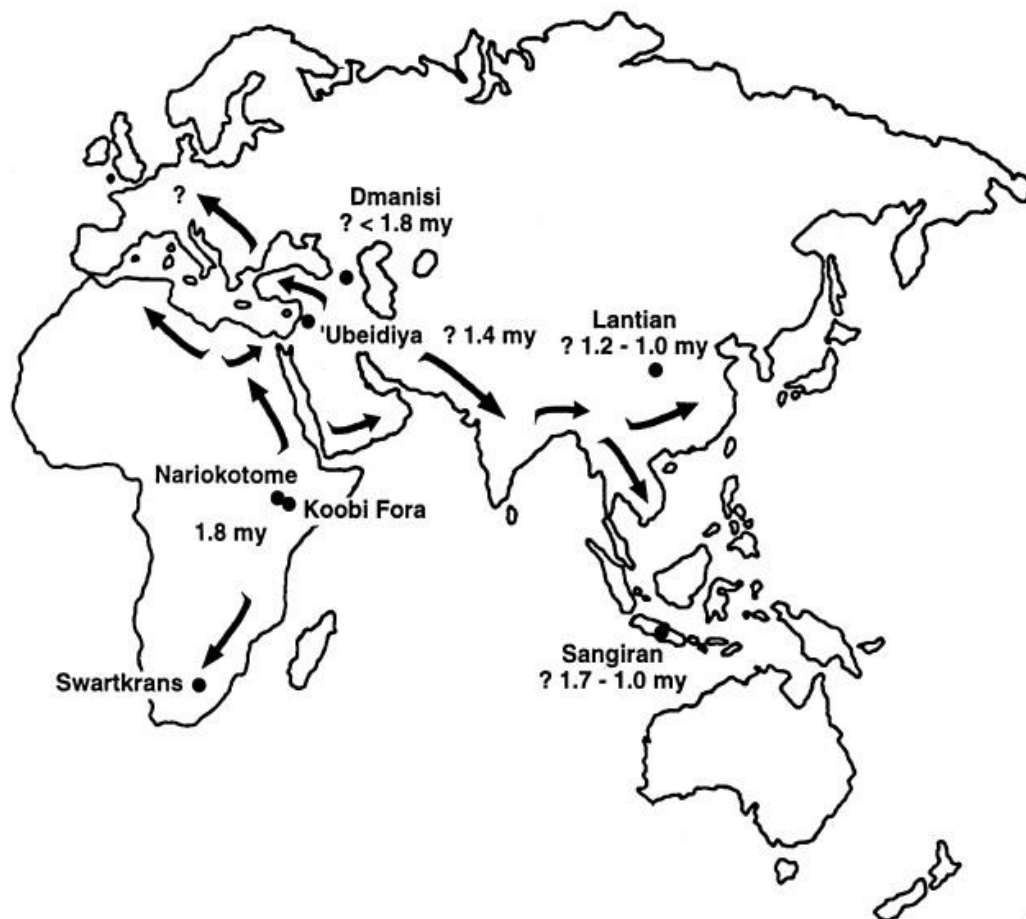 ?
Dmanisi
? < 1.8 my
'Ubeidiya ? 1.4 my
Lantian
? 1.2 - 1.0 my
Nariokotome
Koobi Fora
1.8 my
Swartkrans
Sangiran
? 1.7 - 1.0 my